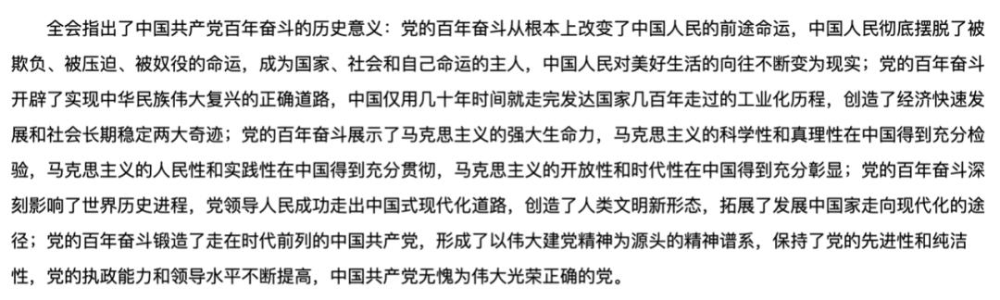 全会指出了中国共产党百年奋斗的历史意义：党的百年奋斗从根本上改变了中国人民的前途命运，中国人民彻底摆脱了被
欺负、被压迫、被奴役的命运，成为国家、社会和自己命运的主人，中国人民对美好生活的向往不断变为现实；党的百年奋斗
开辟了实现中华民族伟大复兴的正确道路，中国仅用几十年时间就走完发达国家几百年走过的工业化历程，创造了经济快速发
展和社会长期稳定两大奇迹；党的百年奋斗展示了马克思主义的强大生命力，马克思主义的科学性和真理性在中国得到充分检
验，马克思主义的人民性和实践性在中国得到充分贯彻，马克思主义的开放性和时代性在中国得到充分彰显；党的百年奋斗深
刻影响了世界历史进程，党领导人民成功走出中国式现代化道路，创造了人类文明新形态，拓展了发展中国家走向现代化的途
径；党的百年奋斗锻造了走在时代前列的中国共产党，形成了以伟大建党精神为源头的精神谱系，保持了党的先进性和纯洁
性，党的执政能力和领导水平不断提高，中国共产党无愧为伟大光荣正确的党。